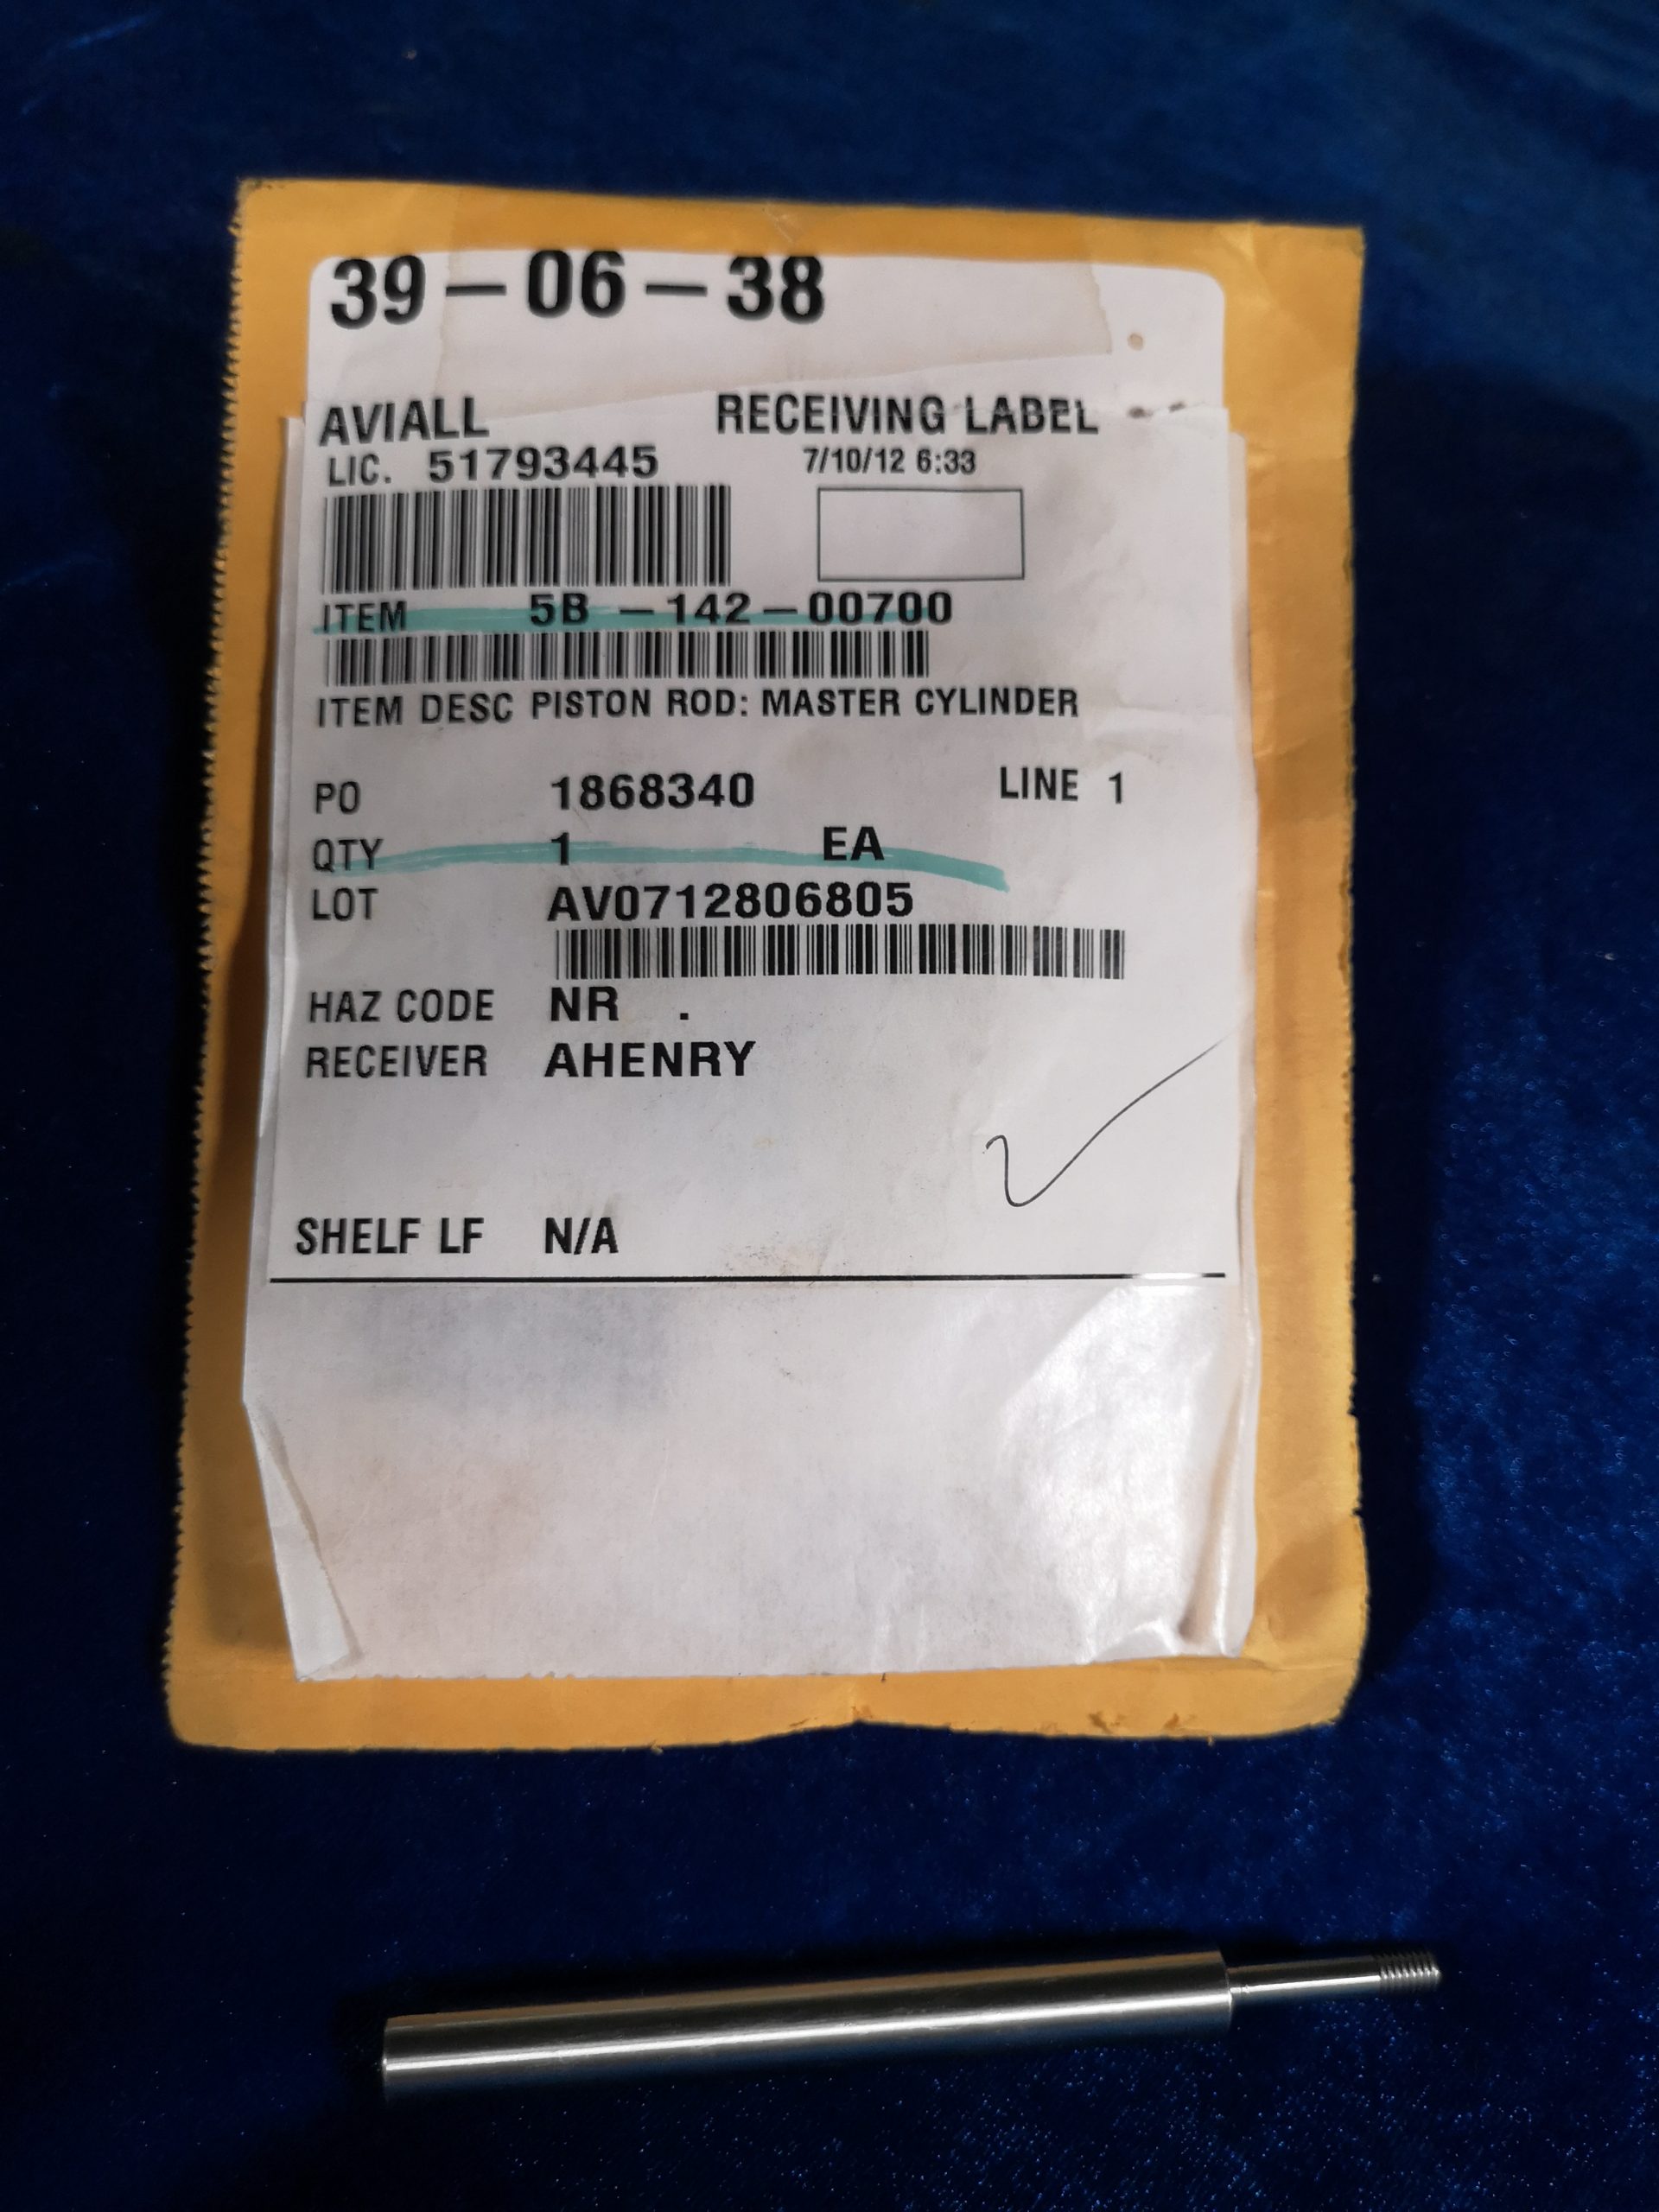 39-06-38
AVIALL RECEIVING LABEL
LIC. 51793445 7/10/12 6:33
ITEM 5B -142-00700
ITEM DESC PISTON ROD: MASTER CYLINDER
PO 1868340 LINE 1
QTY 1 EA
LOT AV0712806805
HAZ CODE NR .
RECEIVER AHENRY
SHELF LF N/A